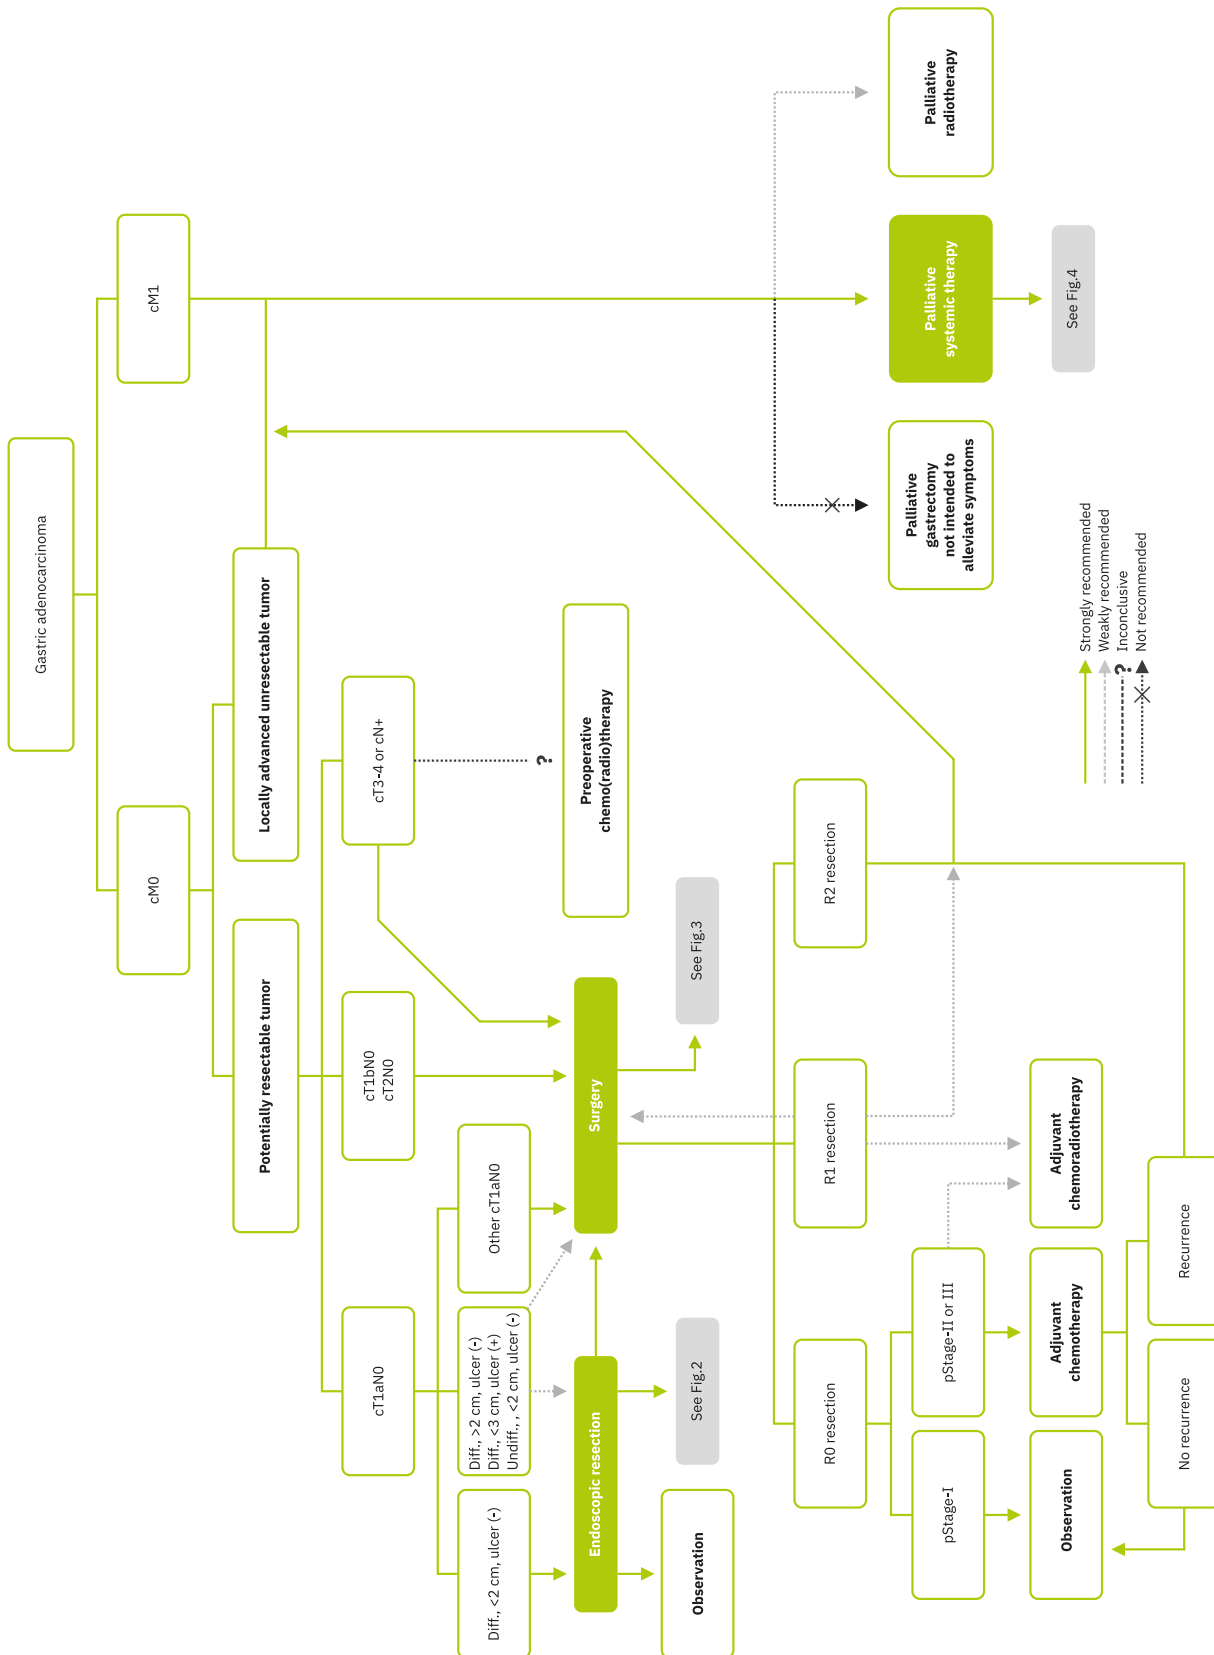 Gastric adenocarcinoma
cM0
cM1
Potentially resectable tumor
Locally advanced unresectable tumor
cT1aN0
cT1bN0
cT2N0
cT3-4 or cN+
Diff., <2 cm, ulcer (-)
Diff., >2 cm, ulcer (-)
Diff., <3 cm, ulcer (+)
Undiff., , <2 cm, ulcer (-)
Other cT1aN0
Endoscopic resection
Surgery
?
Preoperative
chemo(radio)therapy
Observation
See Fig.2
See Fig.3
R0 resection
R1 resection
R2 resection
Palliative
gastrectomy
not intended to
alleviate symptoms
Palliative
systemic therapy
Palliative
radiotherapy
pStage-I
pStage-II or III
Observation
Adjuvant
chemotherapy
Adjuvant
chemoradiotherapy
See Fig.4
No recurrence
Recurrence
Strongly recommended
Weakly recommended
? Inconclusive
Not recommended